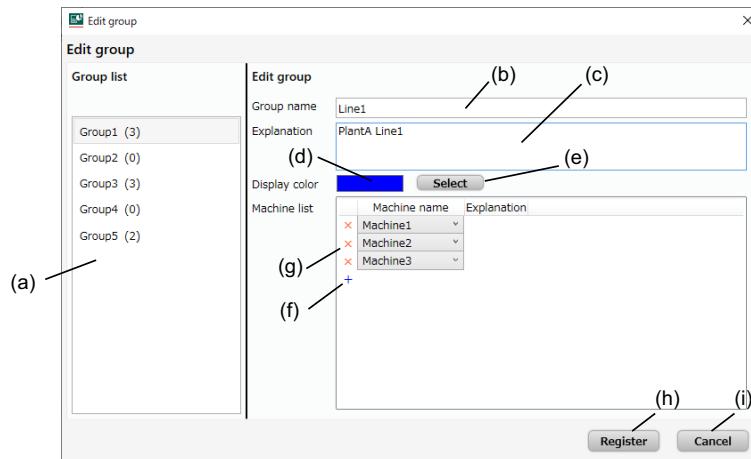 Edit group
Edit group
Group list
Edit group
(b)
(c)
Group name
Line1
Explanation
PlantA Line1
Group1 (3)
Group2 (0)
Group3 (3)
Group4 (0)
Group5 (2)
(d)
(e)
Display color
Select
Machine list
Machine name
Explanation
× Machine1
× Machine2
× Machine3
+
(g)
(a)
(f)
(h)
(i)
Register
Cancel